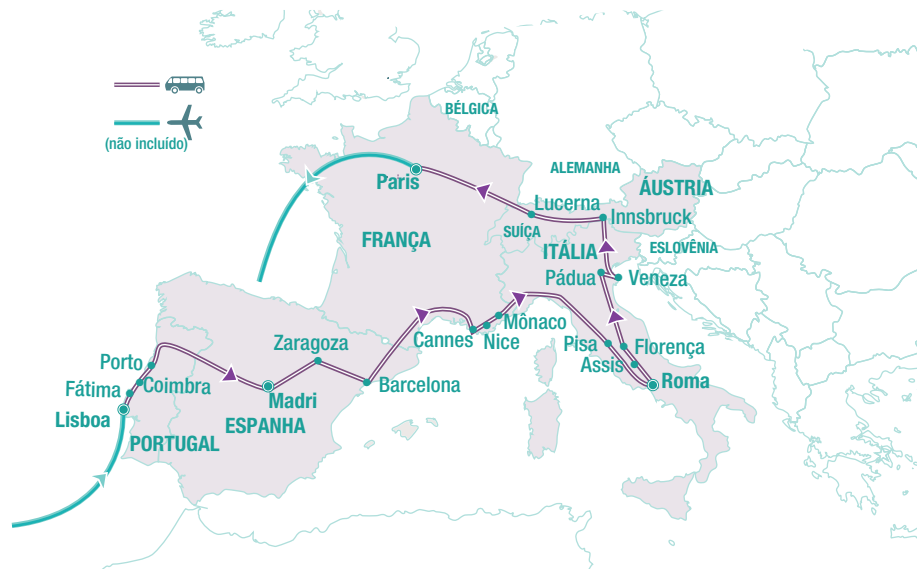 (não incluído)
BÉLGICA
ALEMANHA
Paris
ÁUSTRIA
Lucerna
Innsbruck
SUÍÇA
FRANÇA
ITÁLIA
ESLOVÊNIA
Pádua
Veneza
Mônaco
Cannes
Nice
Zaragoza
Pisa
Florença
Porto
Assis
Coimbra
Barcelona
Roma
Fátima
Madri
Lisboa
ESPANHA
PORTUGAL